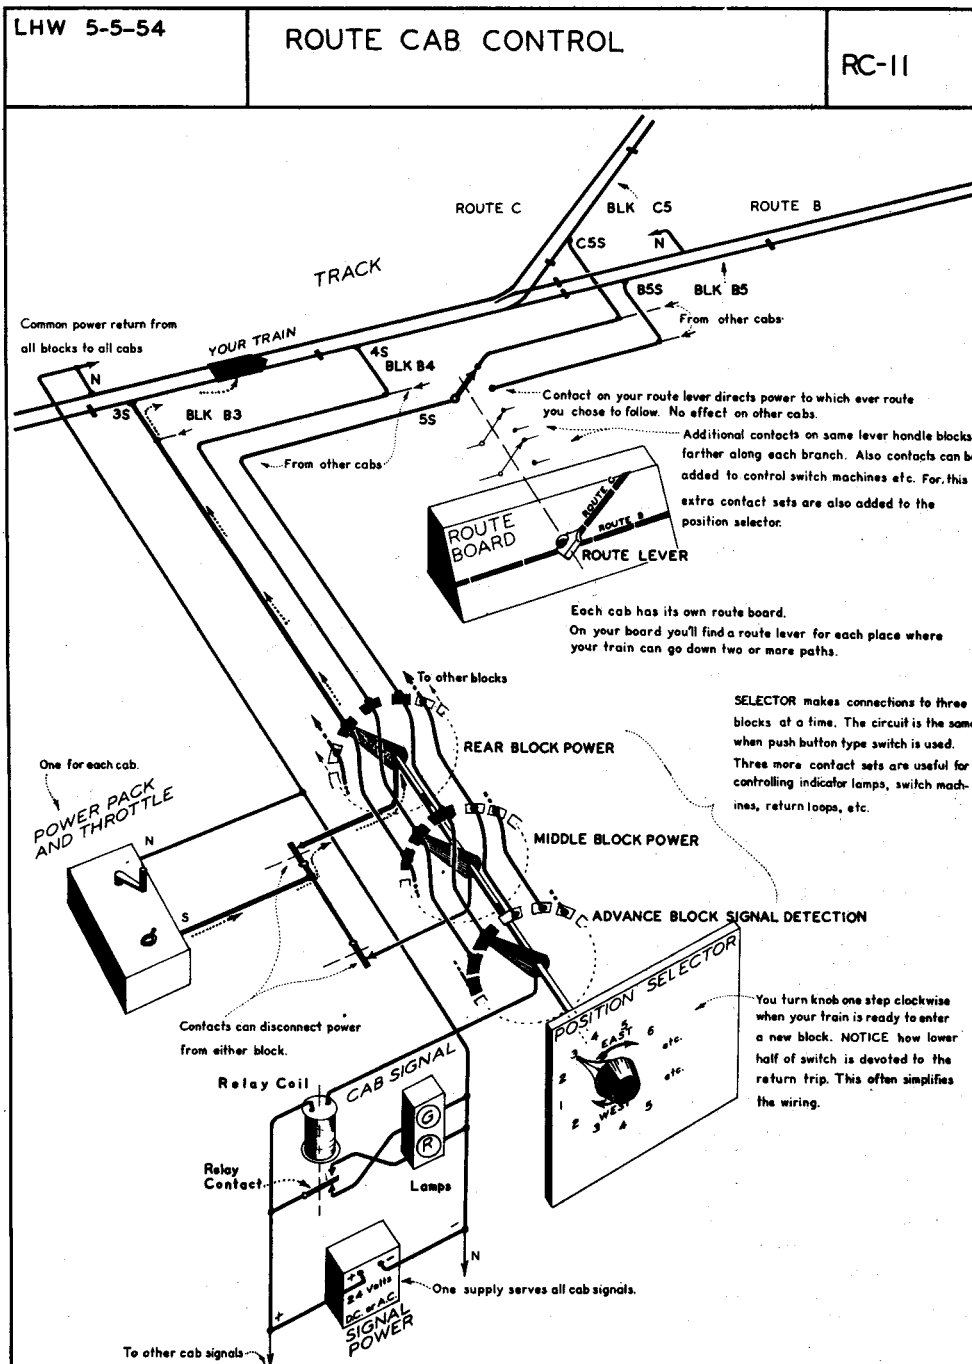 LHW 5-5-54
ROUTE CAB CONTROL
RC-11
ROUTE C
BLK C5
ROUTE B
C5S
N
TRACK
B5S
BLK B5
From other cabs
Common power return from
all blocks to all cabs
YOUR TRAIN
N
4S
BLK B4
3S
BLK B3
5S
Contact on your route lever directs power to which ever route
you chose to follow. No effect on other cabs.
From other cabs
Additional contacts on same lever handle blocks
farther along each branch. Also contacts can be
added to control switch machines etc. For this
extra contact sets are also added to the
position selector.
ROUTE
BOARD
ROUTE C
ROUTE B
ROUTE LEVER
Each cab has its own route board.
On your board you'll find a route lever for each place where
your train can go down two or more paths.
To other blocks
SELECTOR makes connections to three
blocks at a time. The circuit is the same
when push button type switch is used.
Three more contact sets are useful for
controlling indicator lamps, switch mach-
ines, return loops, etc.
REAR BLOCK POWER
One for each cab.
POWER PACK
AND THROTTLE
N
S
MIDDLE BLOCK POWER
ADVANCE BLOCK SIGNAL DETECTION
POSITION SELECTOR
You turn knob one step clockwise
when your train is ready to enter
a new block. NOTICE how lower
half of switch is devoted to the
return trip. This often simplifies
the wiring.
1
2
3
4
5
6
etc.
EAST
etc.
WEST
2
3
4
5
Contacts can disconnect power
from either block.
CAB SIGNAL
Relay Coil
G
R
Lamps
Relay
Contact
N
+
-
24 Volts
D.C. or A.C.
SIGNAL
POWER
+
-
One supply serves all cab signals.
To other cab signals